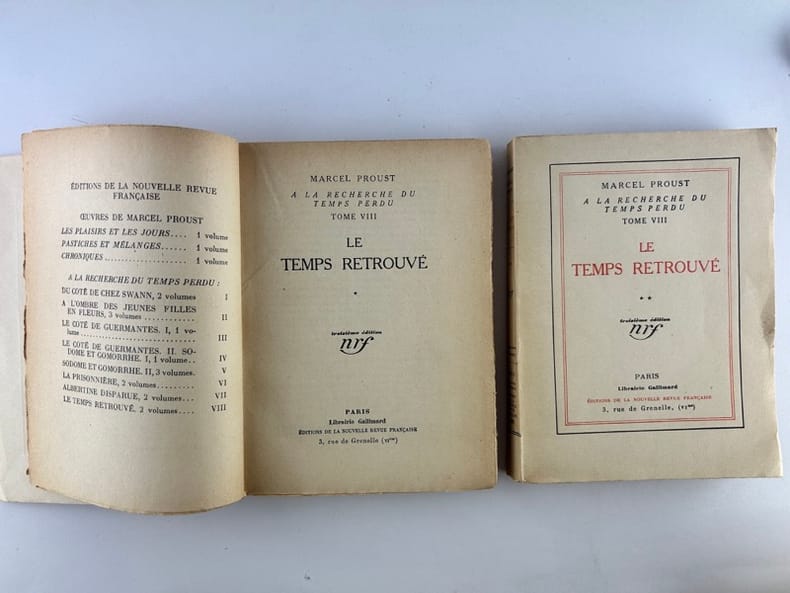 ÉDITIONS DE LA NOUVELLE REVUE
FRANÇAISE
ŒUVRES DE MARCEL PROUST
LES PLAISIRS ET LES JOURS.... 1 volume
PASTICHES ET MÉLANGES...... 1 volume
CHRONIQUES .................... 1 volume
A LA RECHERCHE DU TEMPS PERDU :
DU COTÉ DE CHEZ SWANN, 2 volumes I
A L'OMBRE DES JEUNES FILLES
EN FLEURS, 3 volumes ........... II
LE COTÉ DE GUERMANTES. I, 1 vo-
lume ............................ III
LE COTÉ DE GUERMANTES. II. SO-
DOME ET GOMORRHE. I, 1 volume.. IV
SODOME ET GOMORRHE. II, 3 volumes. V
LA PRISONNIÈRE, 2 volumes.... VI
ALBERTINE DISPARUE, 2 volumes... VII
LE TEMPS RETROUVÉ, 2 volumes.... VIII
MARCEL PROUST
A LA RECHERCHE DU
TEMPS PERDU
TOME VIII
LE
TEMPS RETROUVÉ
*
treizième édition
nrf
PARIS
Librairie Gallimard
ÉDITIONS DE LA NOUVELLE REVUE FRANÇAISE
3, rue de Grenelle, (VIme)
MARCEL PROUST
A LA RECHERCHE DU
TEMPS PERDU
TOME VIII
LE
TEMPS RETROUVÉ
* *
treizième édition
nrf
PARIS
Librairie Gallimard
ÉDITIONS DE LA NOUVELLE REVUE FRANÇAISE
3, rue de Grenelle, (VIme)